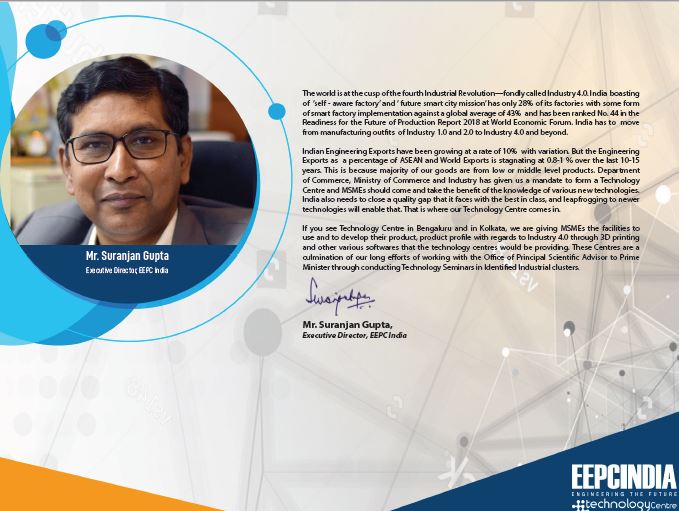 Mr. Suranjan Gupta
Executive Director, EEPC India
The world is at the cusp of the fourth Industrial Revolution—fondly called Industry 4.0. India boasting
of 'self - aware factory' and ' future smart city mission' has only 28% of its factories with some form
of smart factory implementation against a global average of 43% and has been ranked No. 44 in the
Readiness for the Future of Production Report 2018 at World Economic Forum. India has to move
from manufacturing outfits of Industry 1.0 and 2.0 to Industry 4.0 and beyond.
Indian Engineering Exports have been growing at a rate of 10% with variation. But the Engineering
Exports as a percentage of ASEAN and World Exports is stagnating at 0.8-1 % over the last 10-15
years. This is because majority of our goods are from low or middle level products. Department
of Commerce, Ministry of Commerce and Industry has given us a mandate to form a Technology
Centre and MSMEs should come and take the benefit of the knowledge of various new technologies.
India also needs to close a quality gap that it faces with the best in class, and leapfrogging to newer
technologies will enable that. That is where our Technology Centre comes in.
If you see Technology Centre in Bengaluru and in Kolkata, we are giving MSMEs the facilities to
use and to develop their product, product profile with regards to Industry 4.0 through 3D printing
and other various softwares that the technology centres would be providing. These Centres are a
culmination of our long efforts of working with the Office of Principal Scientific Advisor to Prime
Minister through conducting Technology Seminars in Identified Industrial clusters.
Mr. Suranjan Gupta,
Executive Director, EEPC India
EEPCINDIA
ENGINEERING THE FUTURE
technologyCentre